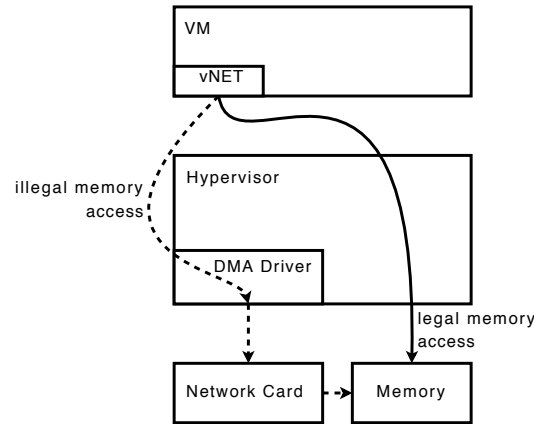 VM
vNET
illegal memory
access
Hypervisor
DMA Driver
legal memory
access
Network Card
Memory